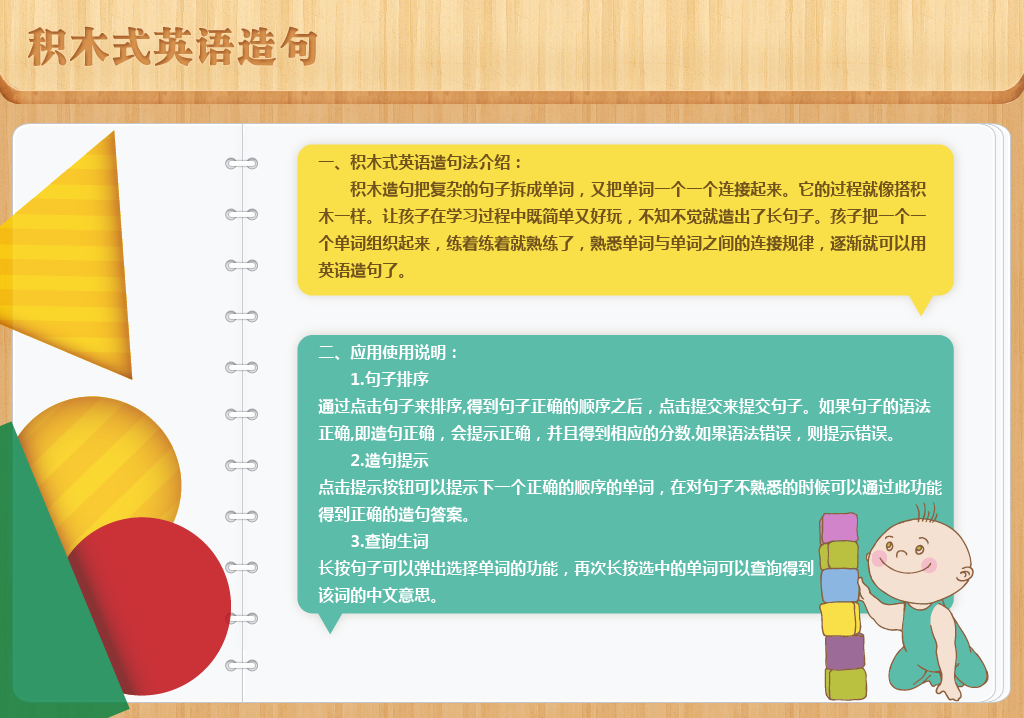 积木式英语造句
一、积木式英语造句法介绍：
积木造句把复杂的句子拆成单词，又把单词一个一个连接起来。它的过程就像搭积
木一样。让孩子在学习过程中既简单又好玩，不知不觉就造出了长句子。孩子把一个一
个单词组织起来，练着练着就熟练了，熟悉单词与单词之间的连接规律，逐渐就可以用
英语造句了。
二、应用使用说明：
1.句子排序
通过点击句子来排序,得到句子正确的顺序之后，点击提交来提交句子。如果句子的语法
正确,即造句正确，会提示正确，并且得到相应的分数.如果语法错误，则提示错误。
2.造句提示
点击提示按钮可以提示下一个正确的顺序的单词，在对句子不熟悉的时候可以通过此功能
得到正确的造句答案。
3.查询生词
长按句子可以弹出选择单词的功能，再次长按选中的单词可以查询得到
该词的中文意思。